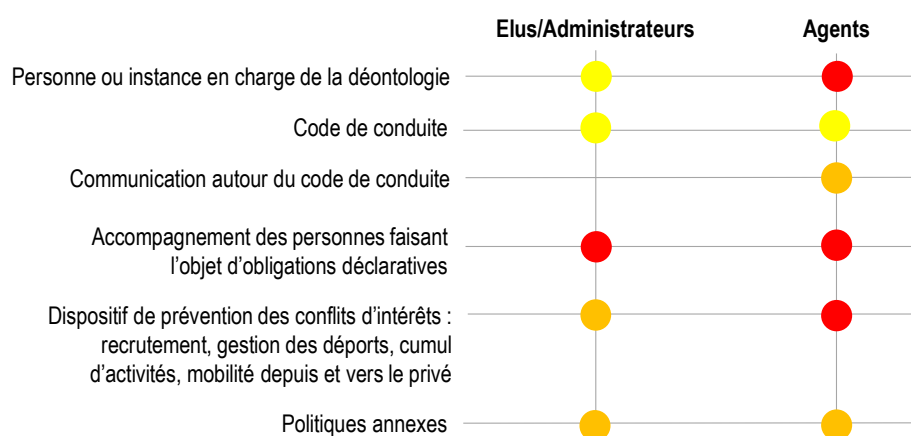 Elus/Administrateurs Agents
Personne ou instance en charge de la déontologie
Code de conduite
Communication autour du code de conduite
Accompagnement des personnes faisant
l’objet d’obligations déclaratives
Dispositif de prévention des conflits d’intérêts :
recrutement, gestion des déports, cumul
d’activités, mobilité depuis et vers le privé
Politiques annexes